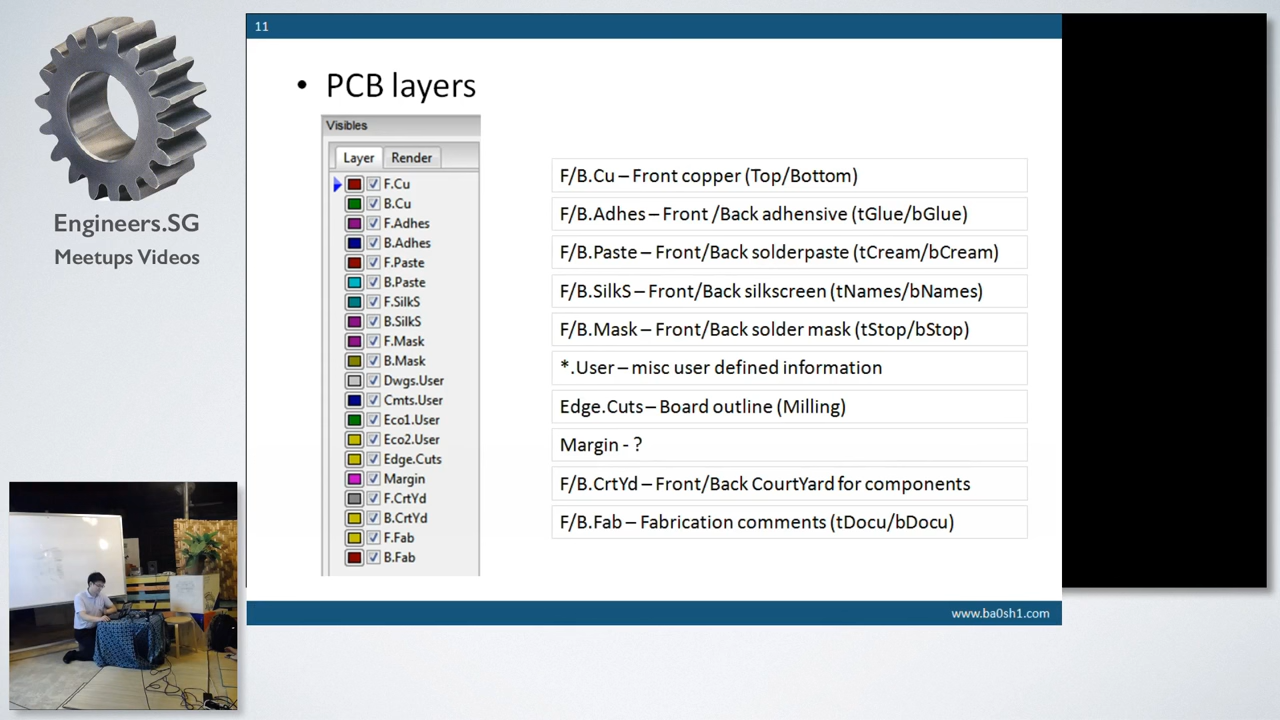 11
• PCB layers
Visibles
Layer Render
F.Cu
B.Cu
F.Adhes
B.Adhes
F.Paste
B.Paste
F.SilkS
B.SilkS
F.Mask
B.Mask
Dwgs.User
Cmts.User
Eco1.User
Eco2.User
Edge.Cuts
Margin
F.CrtYd
B.CrtYd
F.Fab
B.Fab
F/B.Cu – Front copper (Top/Bottom)
F/B.Adhes – Front /Back adhensive (tGlue/bGlue)
F/B.Paste – Front/Back solderpaste (tCream/bCream)
F/B.SilkS – Front/Back silkscreen (tNames/bNames)
F/B.Mask – Front/Back solder mask (tStop/bStop)
*.User – misc user defined information
Edge.Cuts – Board outline (Milling)
Margin - ?
F/B.CrtYd – Front/Back CourtYard for components
F/B.Fab – Fabrication comments (tDocu/bDocu)
www.ba0sh1.com
Engineers.SG
Meetups Videos